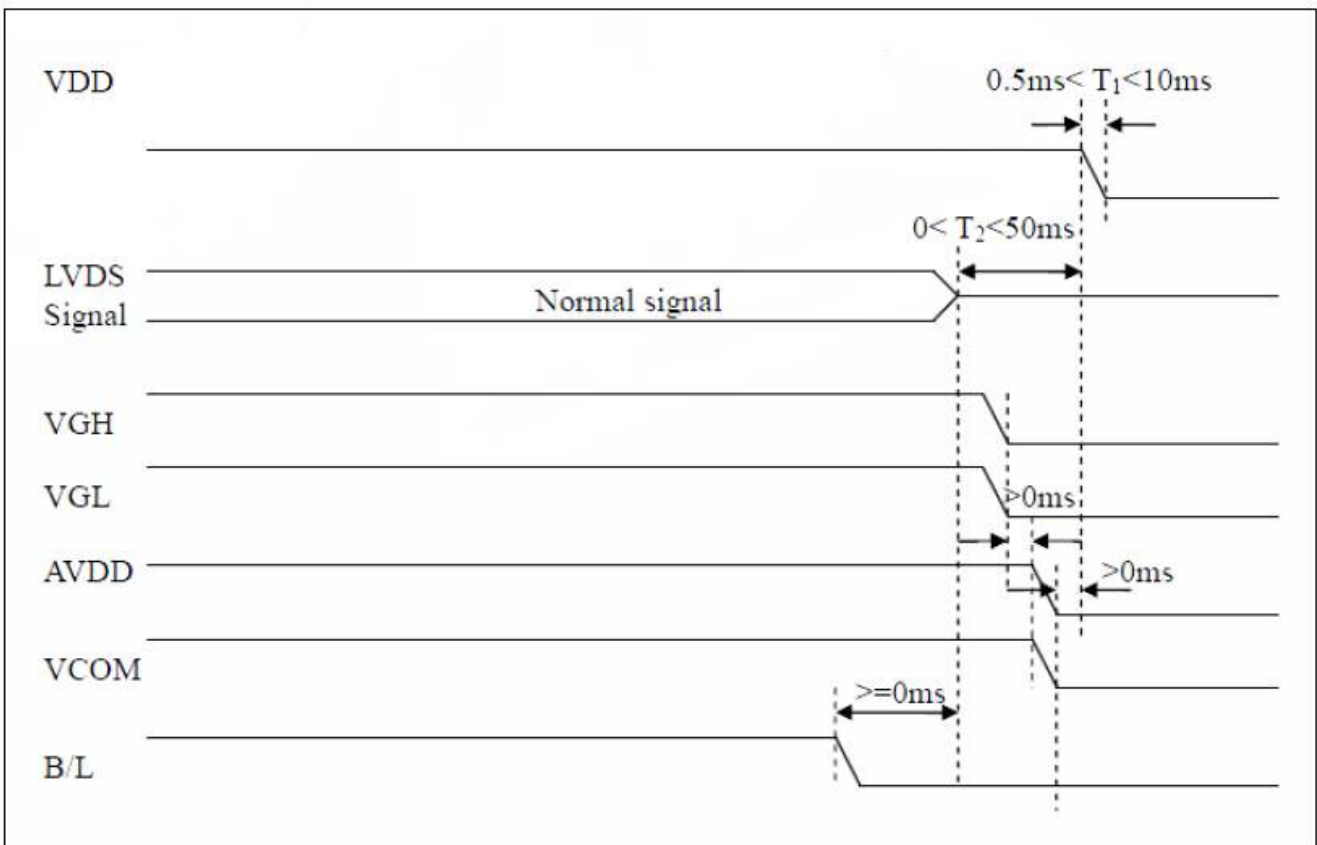 VDD
0.5ms< T₁<10ms
0< T₂<50ms
LVDS
Signal
Normal signal
VGH
VGL
>0ms
AVDD
>0ms
VCOM
>=0ms
B/L